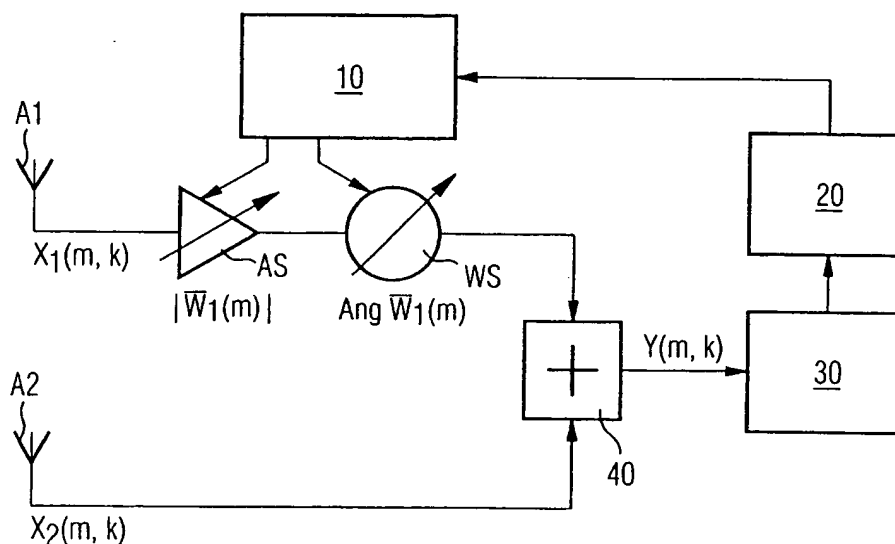 10
A1
20
X₁(m, k)
AS
WS
|W̅₁(m)|
Ang W̅₁(m)
Y(m, k)
30
A2
40
X₂(m, k)